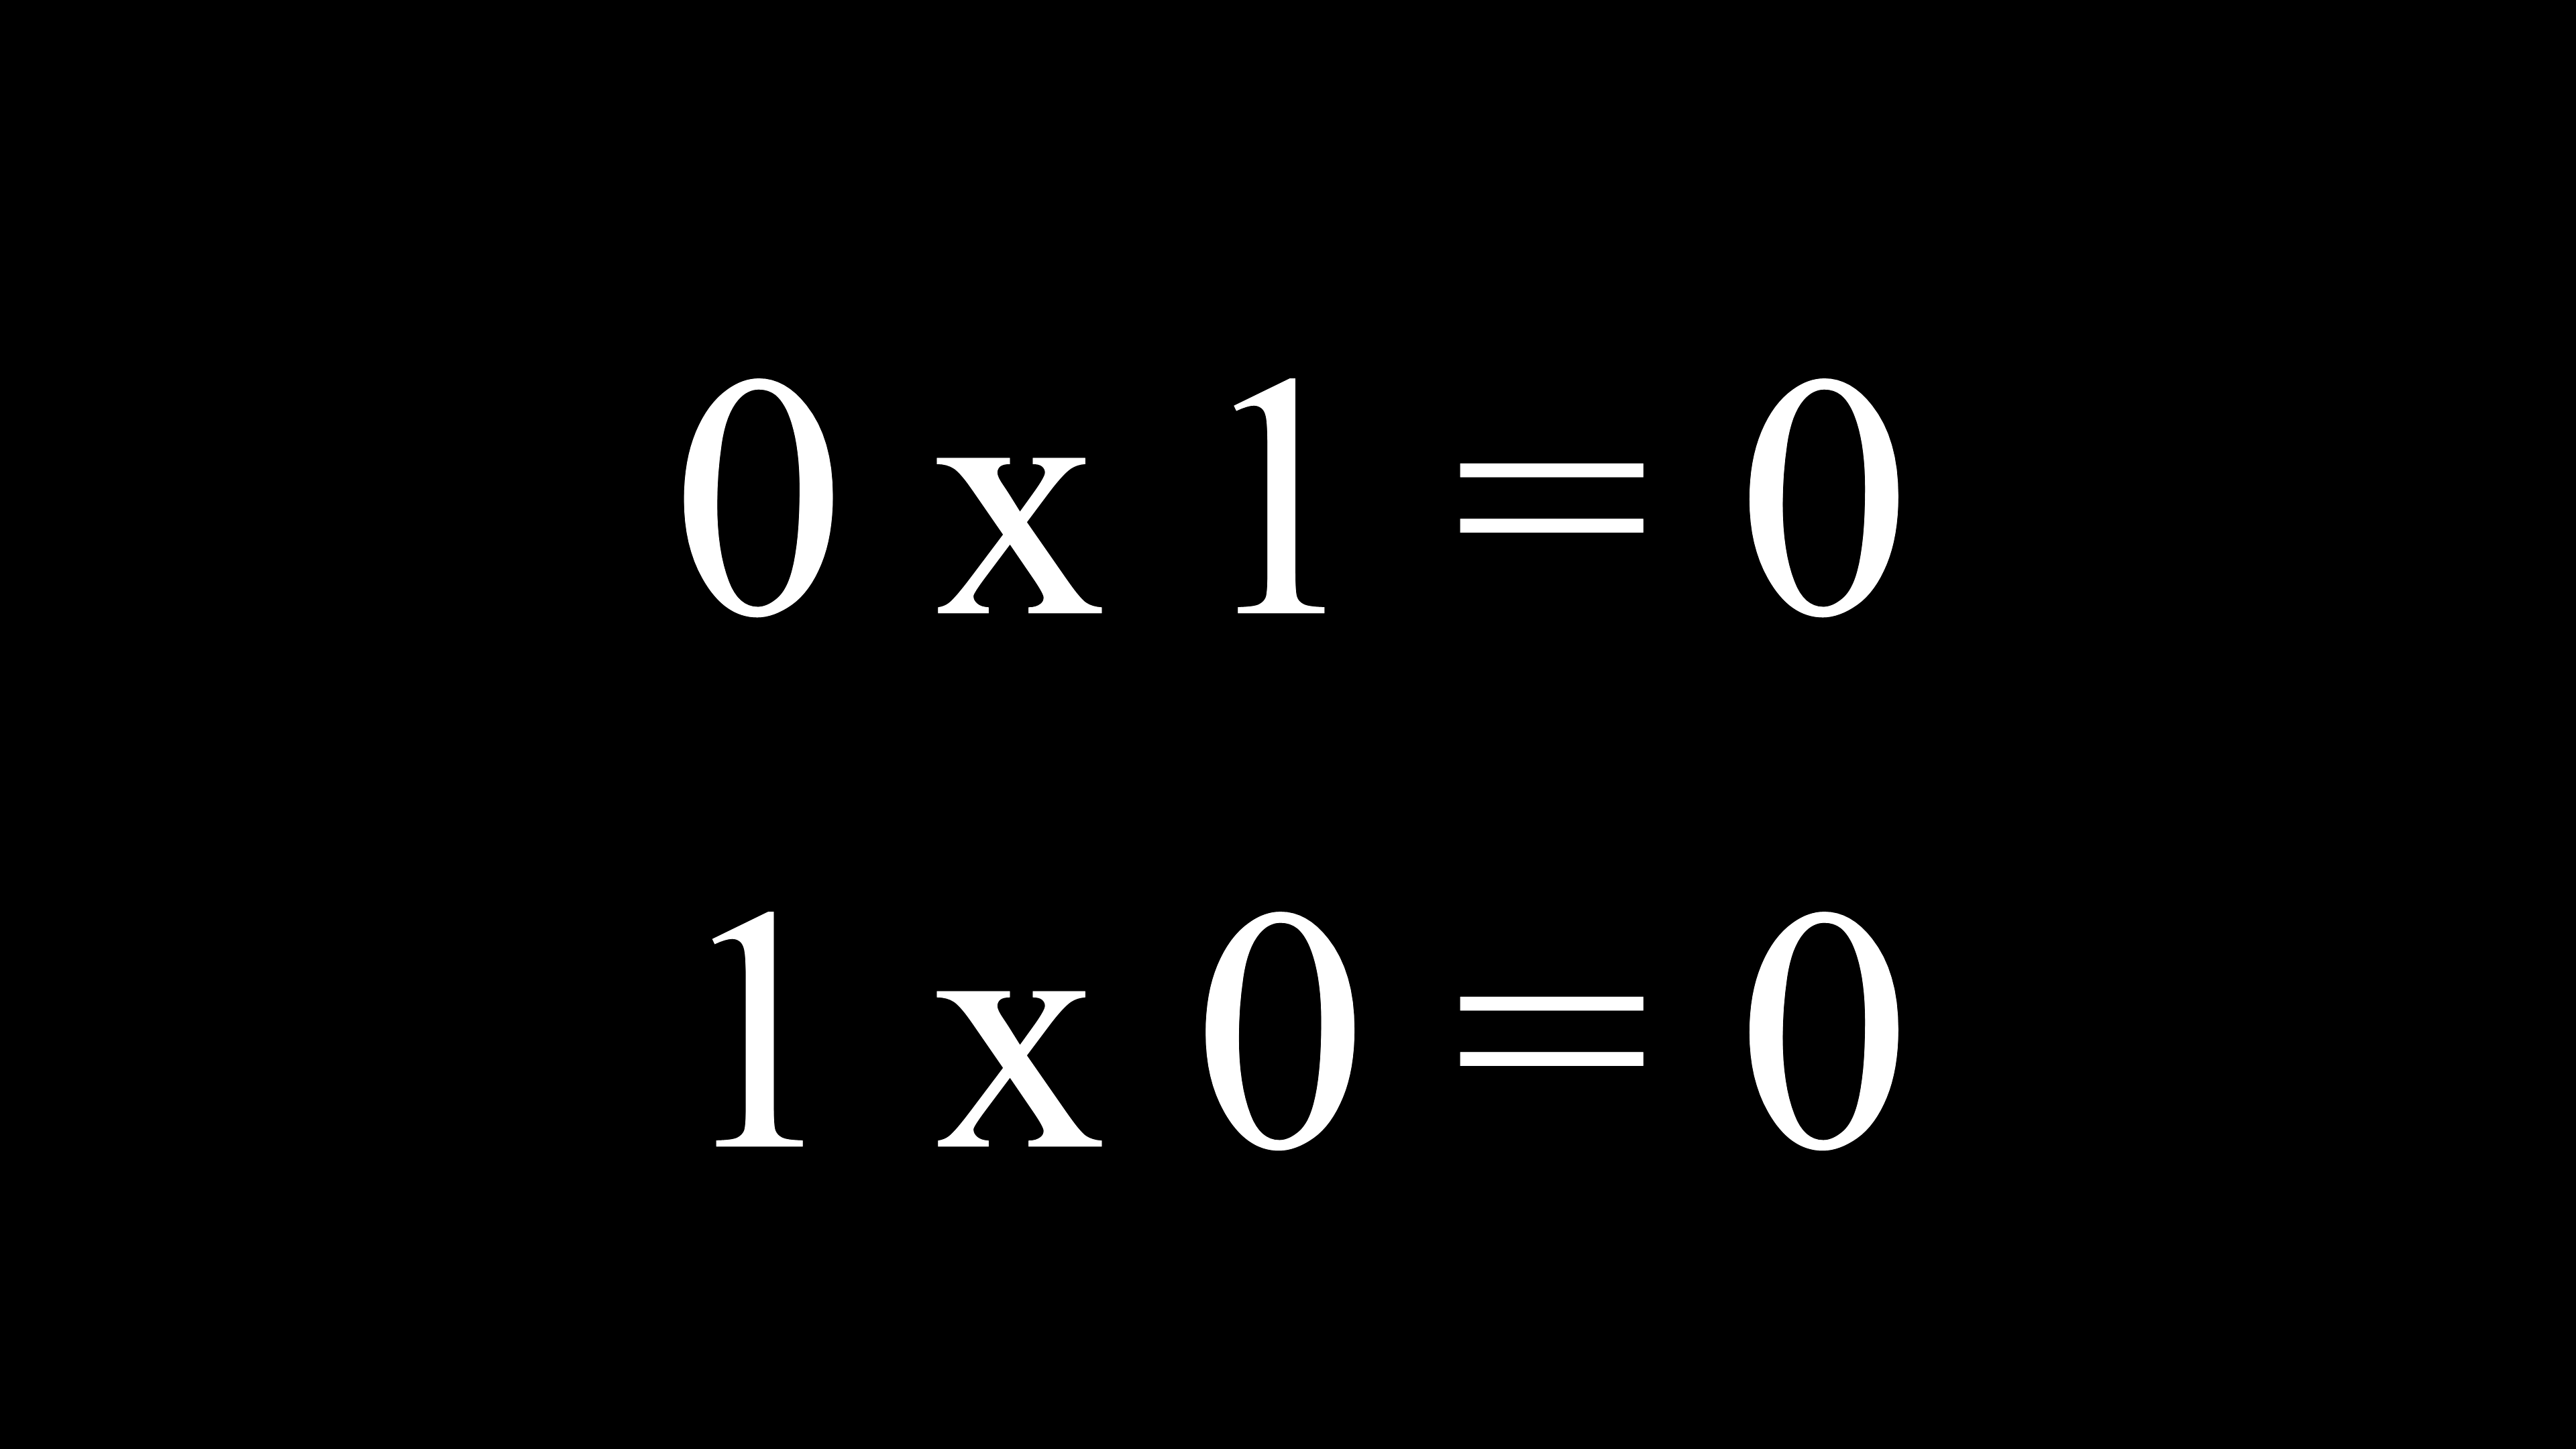 0 x 1 = 0
1 x 0 = 0